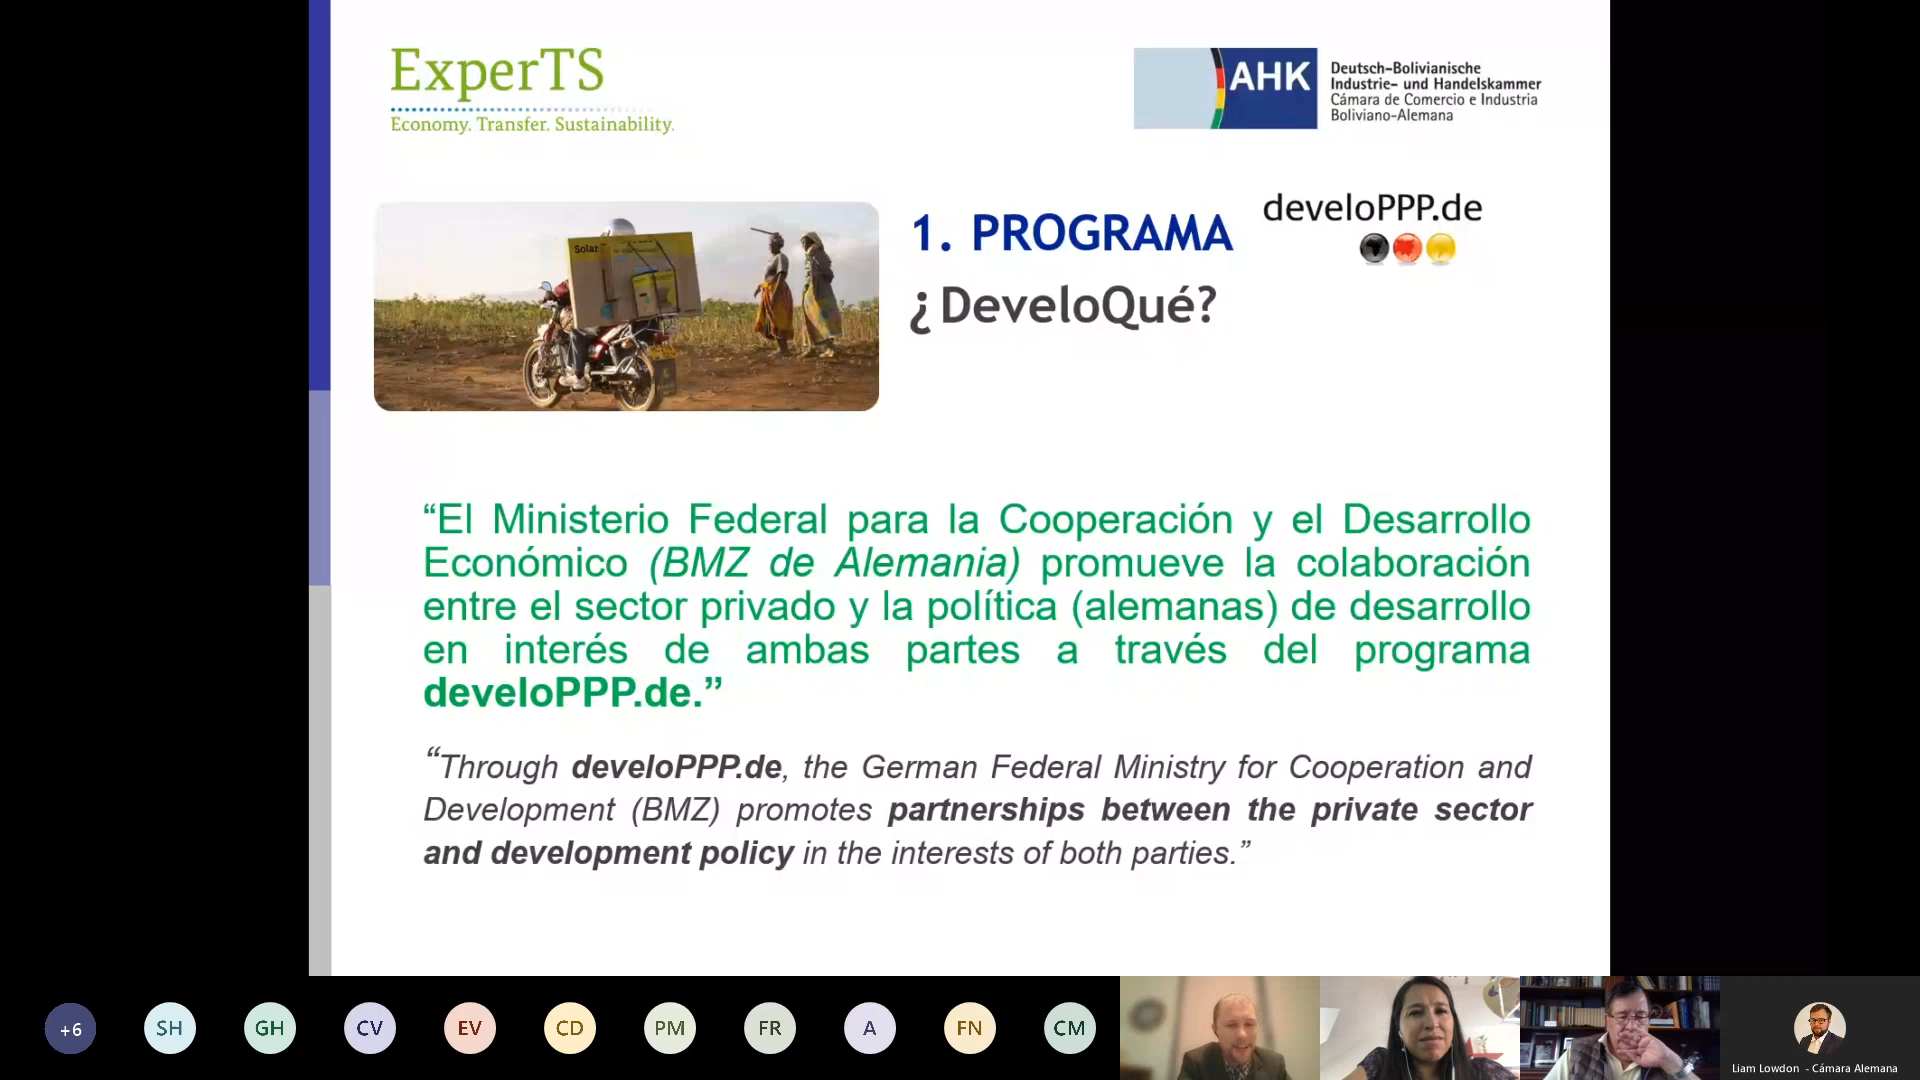 ExperTS
Economy. Transfer. Sustainability.
AHK
Deutsch-Bolivianische
Industrie- und Handelskammer
Cámara de Comercio e Industria
Boliviano-Alemana
Solar
1. PROGRAMA
develoPPP.de
¿DeveloQué?
“El Ministerio Federal para la Cooperación y el Desarrollo
Económico (BMZ de Alemania) promueve la colaboración
entre el sector privado y la política (alemanas) de desarrollo
en interés de ambas partes a través del programa
develoPPP.de.”
“Through develoPPP.de, the German Federal Ministry for Cooperation and
Development (BMZ) promotes partnerships between the private sector
and development policy in the interests of both parties.”
+6
SH
GH
CV
EV
CD
PM
FR
A
FN
CM
Liam Lowdon - Cámara Alemana